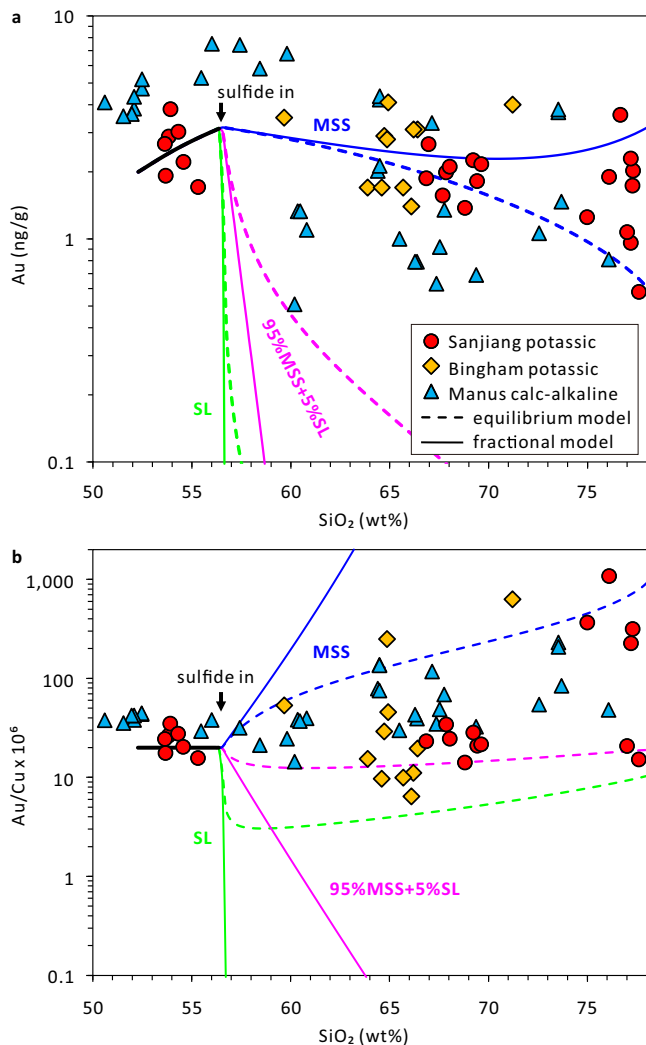 a
10
1
0.1
Au (ng/g)
sulfide in
MSS
SL
95%MSS+5%SL
Sanjiang potassic
Bingham potassic
Manus calc-alkaline
equilibrium model
fractional model
50 55 60 65 70 75
SiO₂ (wt%)
b
1,000
100
10
1
0.1
Au/Cu x 10⁶
sulfide in
MSS
SL
95%MSS+5%SL
50 55 60 65 70 75
SiO₂ (wt%)